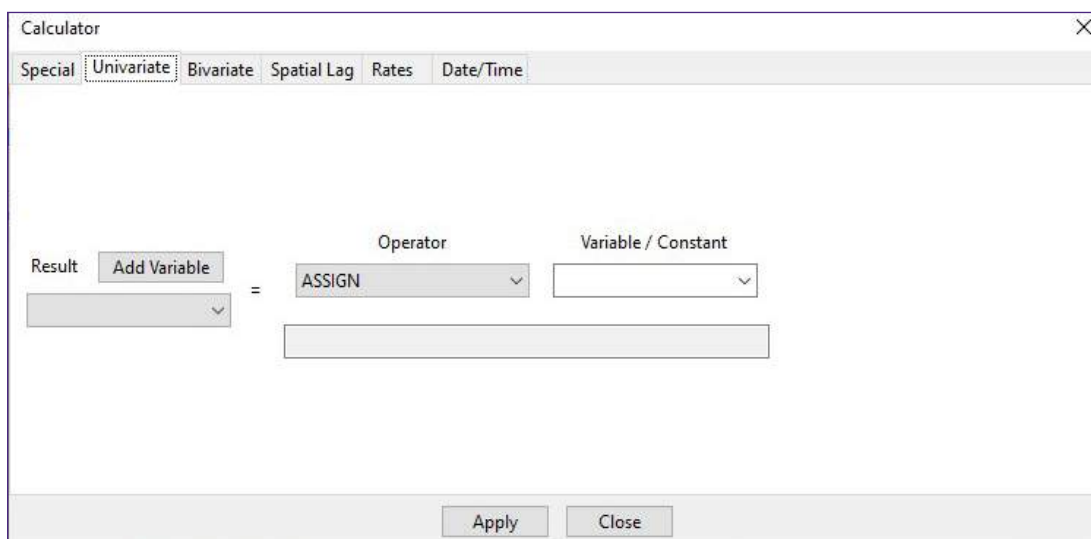 Calculator
Special Univariate Bivariate Spatial Lag Rates Date/Time
Operator Variable / Constant
Result Add Variable
= ASSIGN
Apply Close